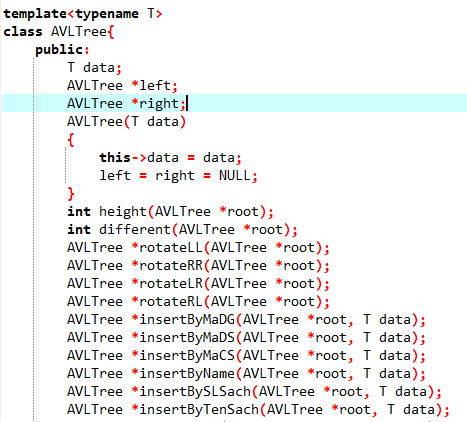 template<typename T>
class AVLTree{
    public:
        T data;
        AVLTree *left;
        AVLTree *right;
        AVLTree(T data)
        {
            this->data = data;
            left = right = NULL;
        }
        int height(AVLTree *root);
        int different(AVLTree *root);
        AVLTree *rotateLL(AVLTree *root);
        AVLTree *rotateRR(AVLTree *root);
        AVLTree *rotateLR(AVLTree *root);
        AVLTree *rotateRL(AVLTree *root);
        AVLTree *insertByMaDG(AVLTree *root, T data);
        AVLTree *insertByMaDS(AVLTree *root, T data);
        AVLTree *insertByMaCS(AVLTree *root, T data);
        AVLTree *insertByName(AVLTree *root, T data);
        AVLTree *insertBySLSach(AVLTree *root, T data);
        AVLTree *insertByTenSach(AVLTree *root, T data);